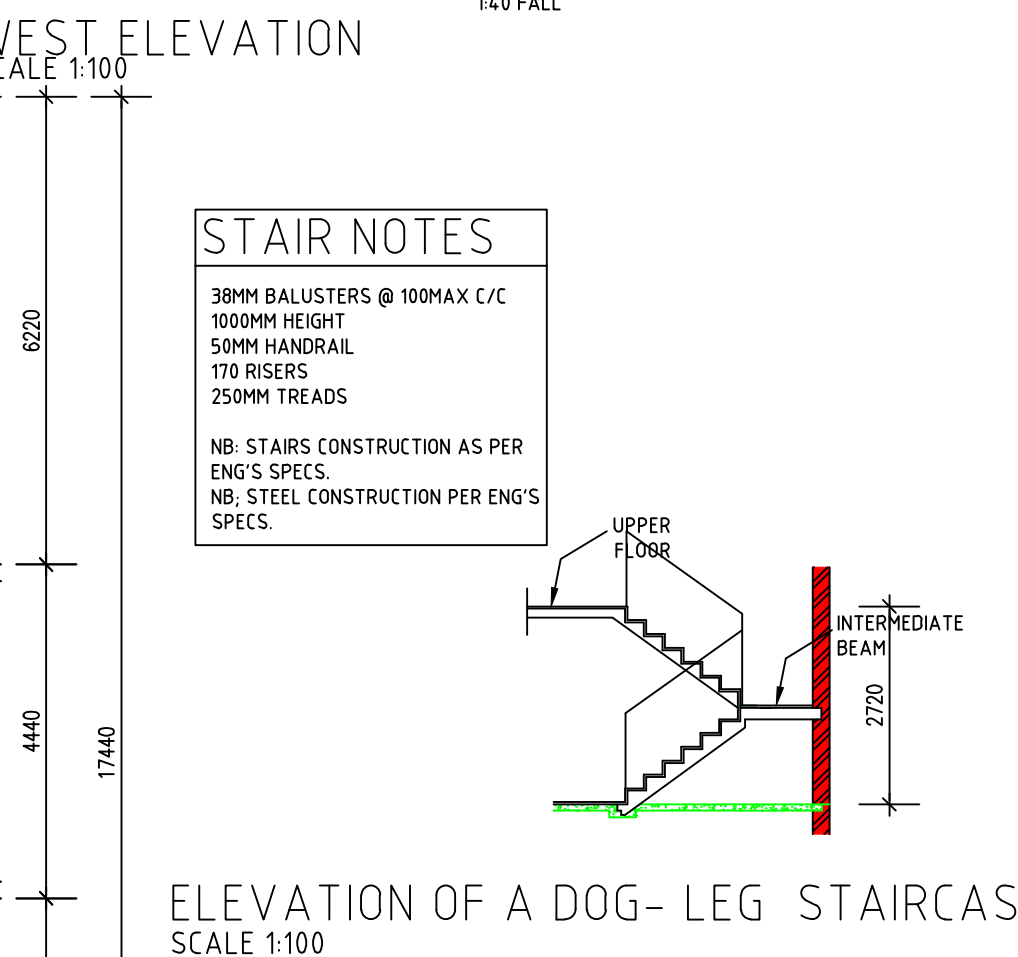 1:40 FALL
WEST ELEVATION
SCALE 1:100
6220
4440
17440
STAIR NOTES
38MM BALUSTERS @ 100MAX C/C
1000MM HEIGHT
50MM HANDRAIL
170 RISERS
250MM TREADS
NB: STAIRS CONSTRUCTION AS PER
ENG'S SPECS.
NB; STEEL CONSTRUCTION PER ENG'S
SPECS.
UPPER
FLOOR
INTERMEDIATE
BEAM
2720
ELEVATION OF A DOG- LEG STAIRCAS
SCALE 1:100